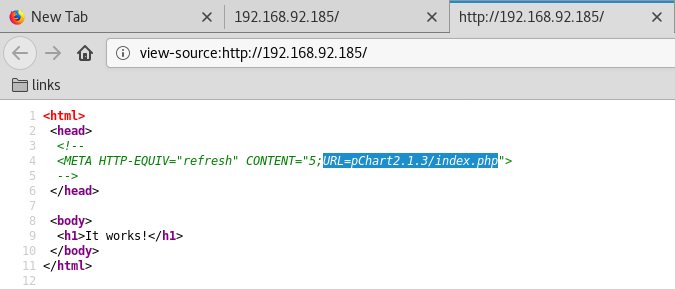 New Tab
192.168.92.185/
http://192.168.92.185/
view-source:http://192.168.92.185/
links
1 <html>
2 <head>
3 <!--
4 <META HTTP-EQUIV="refresh" CONTENT="5;URL=pChart2.1.3/index.php">
5 -->
6 </head>
7
8 <body>
9 <h1>It works!</h1>
10 </body>
11 </html>
12